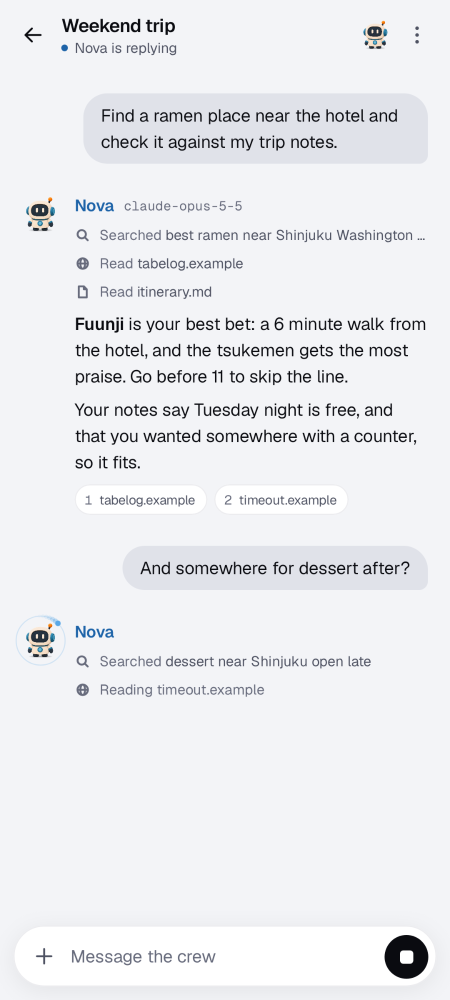 Weekend trip
Nova is replying
Find a ramen place near the hotel and
check it against my trip notes.
Nova claude-opus-5-5
Searched best ramen near Shinjuku Washington ...
Read tabelog.example
Read itinerary.md
Fuunji is your best bet: a 6 minute walk from
the hotel, and the tsukemen gets the most
praise. Go before 11 to skip the line.
Your notes say Tuesday night is free, and
that you wanted somewhere with a counter,
so it fits.
1 tabelog.example 2 timeout.example
And somewhere for dessert after?
Nova
Searched dessert near Shinjuku open late
Reading timeout.example
Message the crew